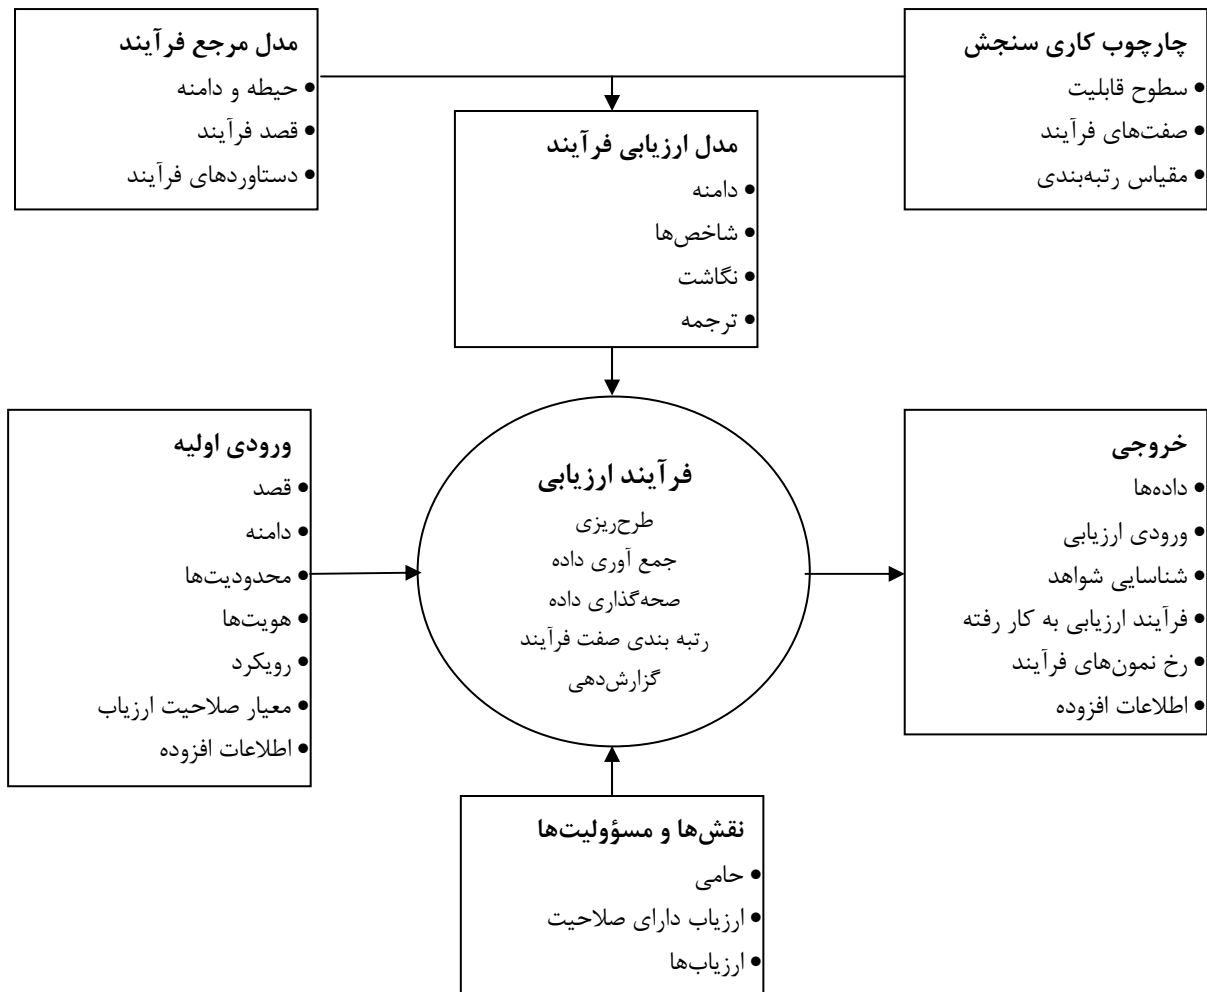 چارچوب کاری سنجش
• سطوح قابلیت
• صفت‌های فرآیند
• مقیاس رتبه‌بندی
مدل مرجع فرآیند
• حیطه و دامنه
• قصد فرآیند
• دستاوردهای فرآیند
مدل ارزیابی فرآیند
• دامنه
• شاخص‌ها
• نگاشت
• ترجمه
ورودی اولیه
• قصد
• دامنه
• محدودیت‌ها
• هویت‌ها
• رویکرد
• معیار صلاحیت ارزیاب
• اطلاعات افزوده
فرآیند ارزیابی
طرح‌ریزی
جمع آوری داده
صحه‌گذاری داده
رتبه بندی صفت فرآیند
گزارش‌دهی
خروجی
• داده‌ها
• ورودی ارزیابی
• شناسایی شواهد
• فرآیند ارزیابی به کار رفته
• رخ نمون‌های فرآیند
• اطلاعات افزوده
نقش‌ها و مسؤولیت‌ها
• حامی
• ارزیاب دارای صلاحیت
• ارزیاب‌ها